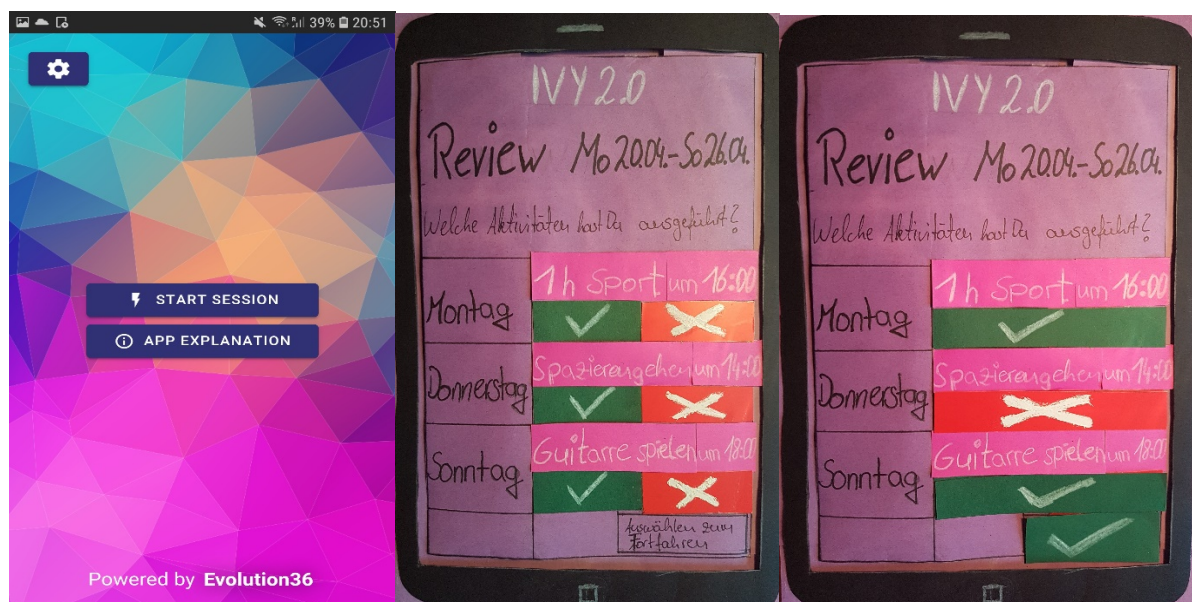 39% 20:51
START SESSION
APP EXPLANATION
Powered by Evolution36
IVY 2.0
Review Mo 20.04.-So 26.04.
Welche Aktivitäten hast Du ausgeführt?
Montag
1h Sport um 16:00
Donnerstag
Spazierengehen um 14:00
Sonntag
Guitarre spielen um 18:00
Auswählen zum
Fortfahren
IVY 2.0
Review Mo 20.04.-So 26.04.
Welche Aktivitäten hast Du ausgeführt?
Montag
1h Sport um 16:00
Donnerstag
Spazierengehen um 14:00
Sonntag
Guitarre spielen um 18:00